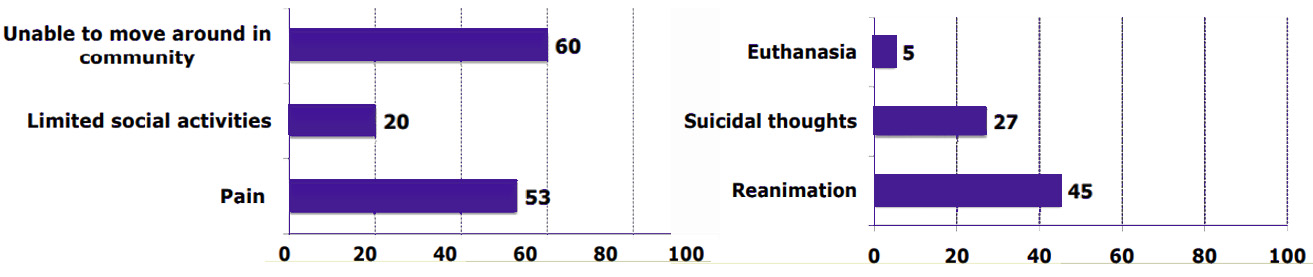 Unable to move around in
community
60
Limited social activities
20
Pain
53
0 20 40 60 80 100
Euthanasia
5
Suicidal thoughts
27
Reanimation
45
0 20 40 60 80 100